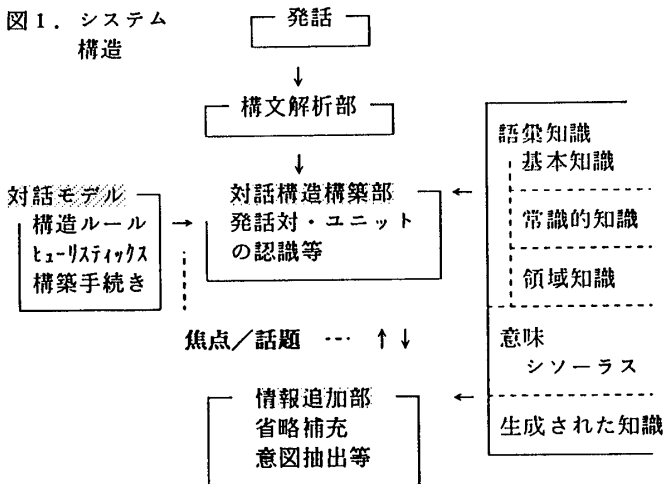 図1．システム
構造
発話
↓
構文解析部
↓
対話モデル
構造ルール
ヒューリスティックス
構築手続き
→
対話構造構築部
発話対・ユニット
の認識等
←
語彙知識
基本知識
常識的知識
領域知識
意味
シソーラス
生成された知識
焦点／話題 … ↑↓
情報追加部
省略補充
意図抽出等
←